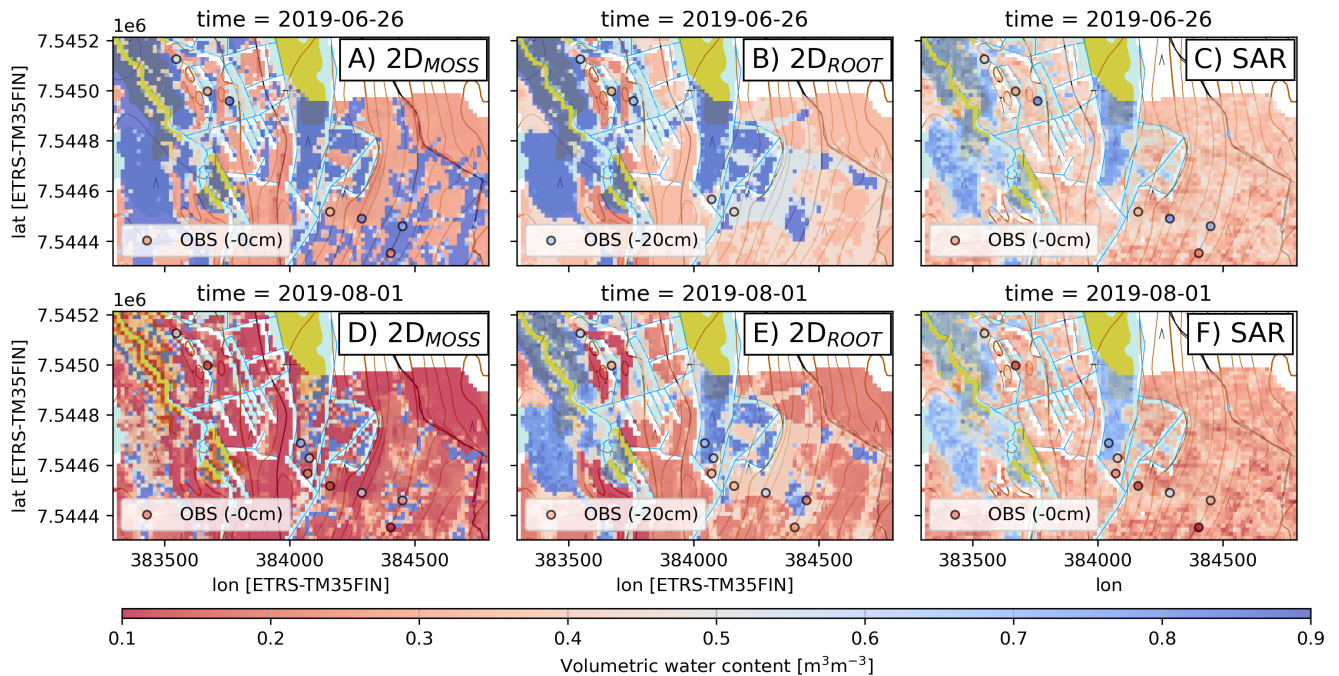 time = 2019-06-26
time = 2019-06-26
time = 2019-06-26
1e6
A) 2D_MOSS
B) 2D_ROOT
C) SAR
7.5452
7.5450
7.5448
7.5446
7.5444
lat [ETRS-TM35FIN]
OBS (-0cm)
OBS (-20cm)
OBS (-0cm)
time = 2019-08-01
time = 2019-08-01
time = 2019-08-01
1e6
D) 2D_MOSS
E) 2D_ROOT
F) SAR
7.5452
7.5450
7.5448
7.5446
7.5444
lat [ETRS-TM35FIN]
OBS (-0cm)
OBS (-20cm)
OBS (-0cm)
383500 384000 384500
383500 384000 384500
383500 384000 384500
lon [ETRS-TM35FIN]
lon [ETRS-TM35FIN]
lon
0.1 0.2 0.3 0.4 0.5 0.6 0.7 0.8 0.9
Volumetric water content [m³m⁻³]